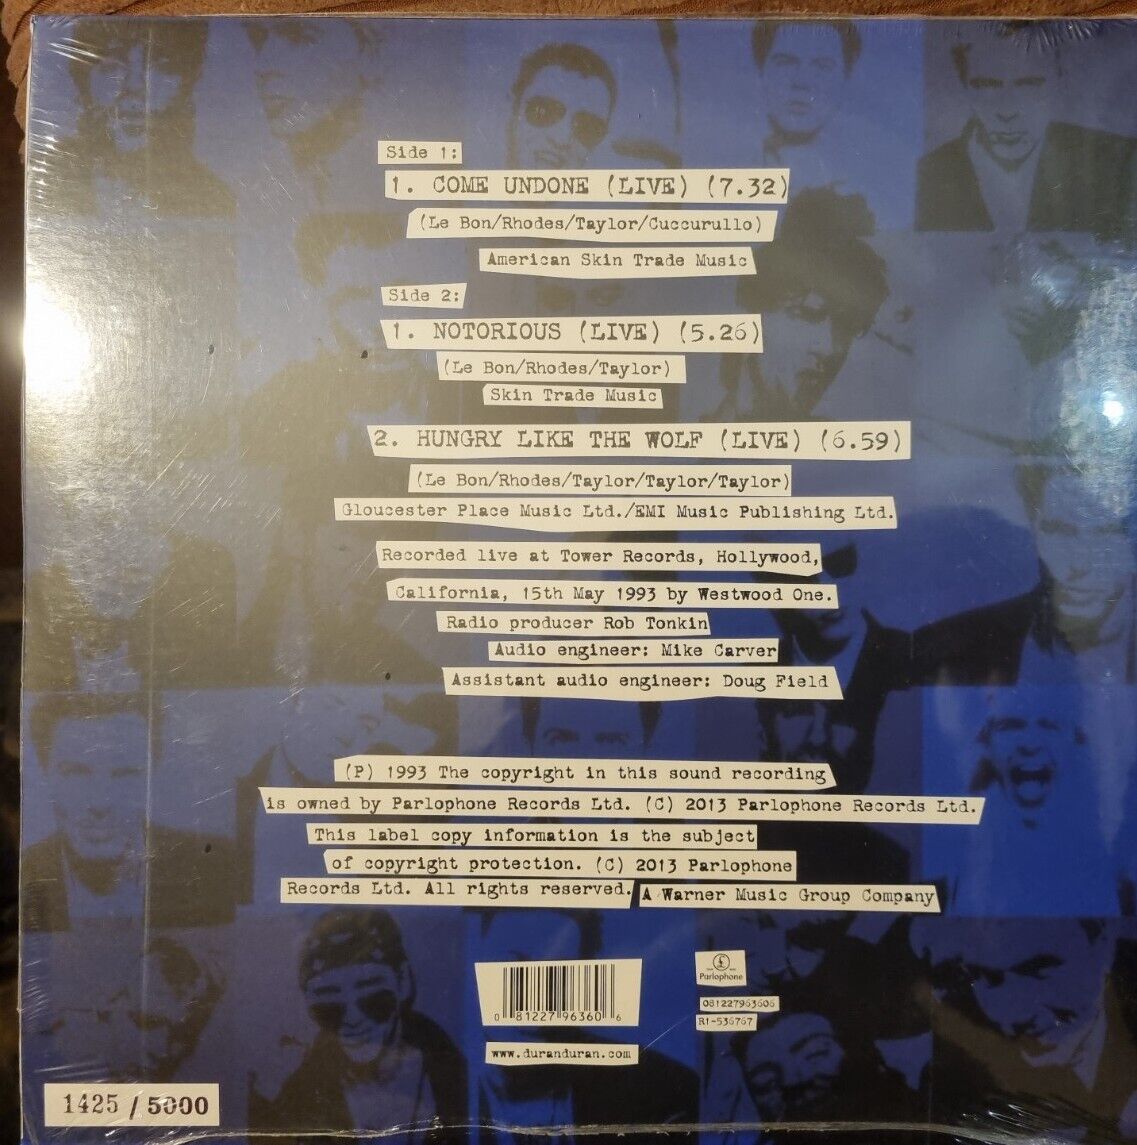 Side 1:
1. COME UNDONE (LIVE) (7.32)
(Le Bon/Rhodes/Taylor/Cuccurullo)
American Skin Trade Music
Side 2:
1. NOTORIOUS (LIVE) (5.26)
(Le Bon/Rhodes/Taylor)
Skin Trade Music
2. HUNGRY LIKE THE WOLF (LIVE) (6.59)
(Le Bon/Rhodes/Taylor/Taylor/Taylor)
Gloucester Place Music Ltd./EMI Music Publishing Ltd.
Recorded live at Tower Records, Hollywood,
California, 15th May 1993 by Westwood One.
Radio producer Rob Tonkin
Audio engineer: Mike Carver
Assistant audio engineer: Doug Field
(P) 1993 The copyright in this sound recording
is owned by Parlophone Records Ltd. (C) 2013 Parlophone Records Ltd.
This label copy information is the subject
of copyright protection. (C) 2013 Parlophone
Records Ltd. All rights reserved. A Warner Music Group Company
£
Parlophone
081227963606
R1-536767
0 81227 96360 6
www.duranduran.com
1425 / 5000